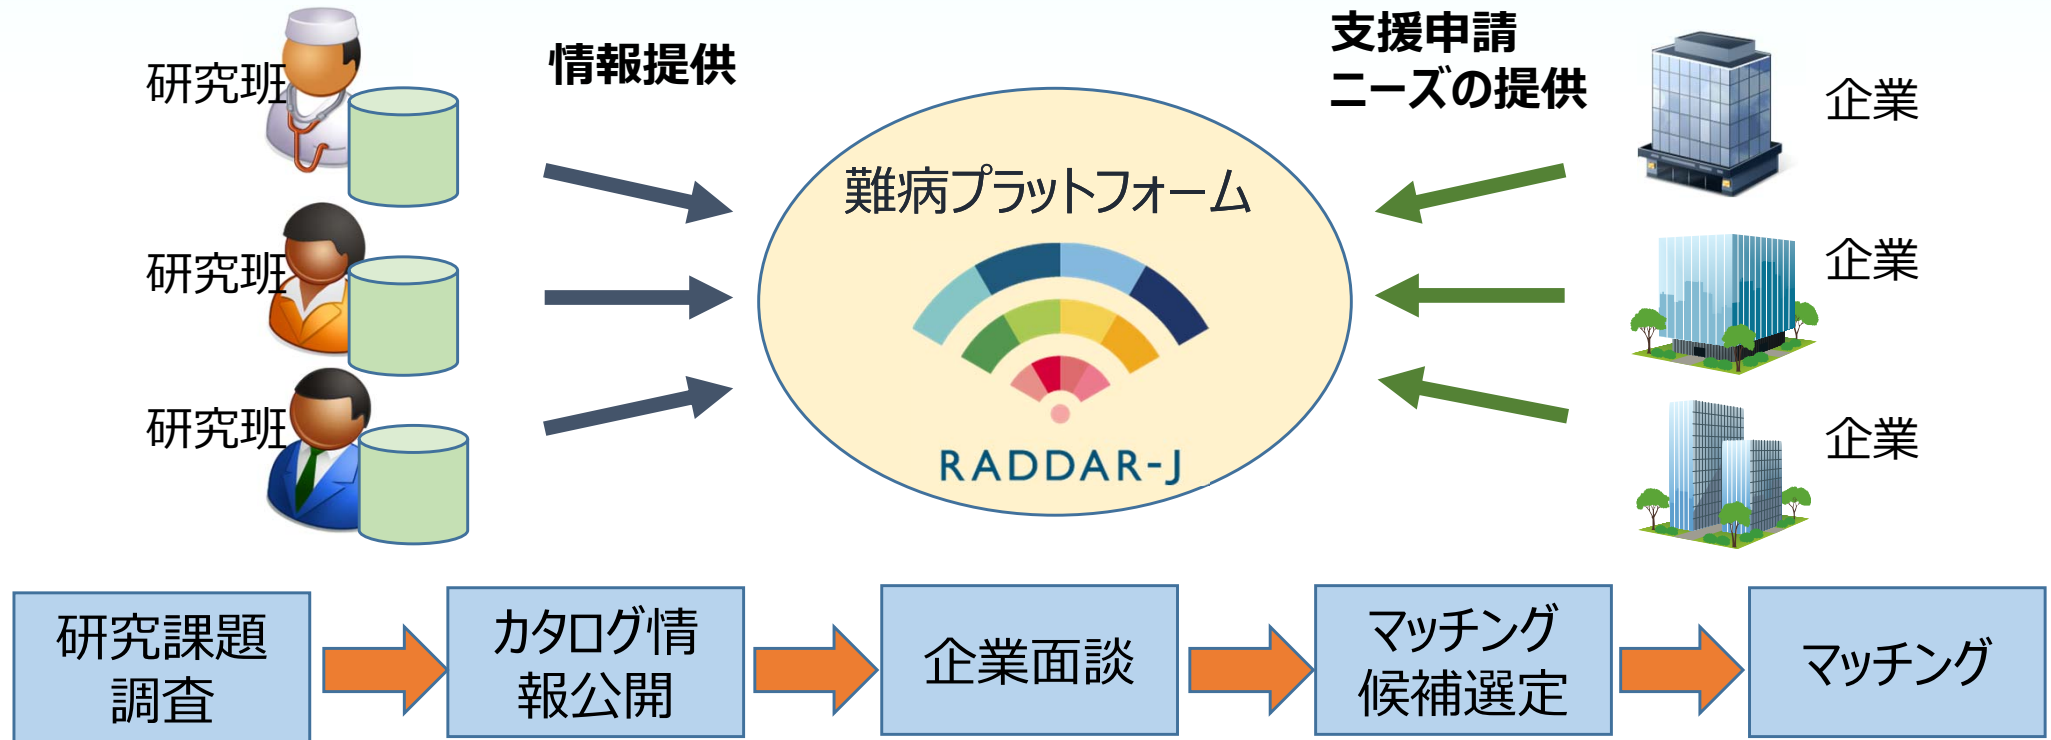 研究班
情報提供
支援申請
ニーズの提供
企業
難病プラットフォーム
研究班
企業
研究班
企業
RADDAR-J
研究課題
調査
カタログ情
報公開
企業面談
マッチング
候補選定
マッチング